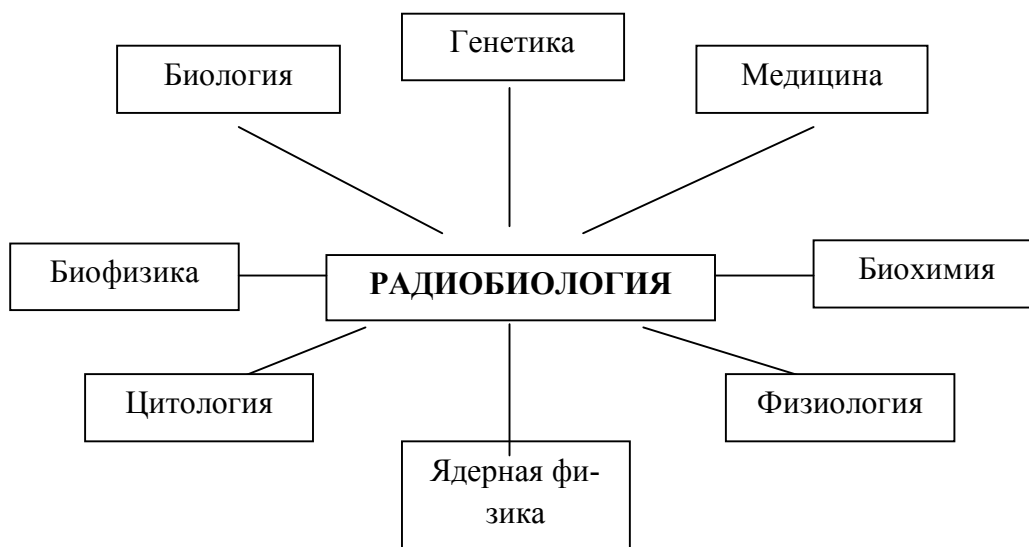 Генетика
Биология
Медицина
Биофизика
РАДИОБИОЛОГИЯ
Биохимия
Цитология
Физиология
Ядерная фи-
зика